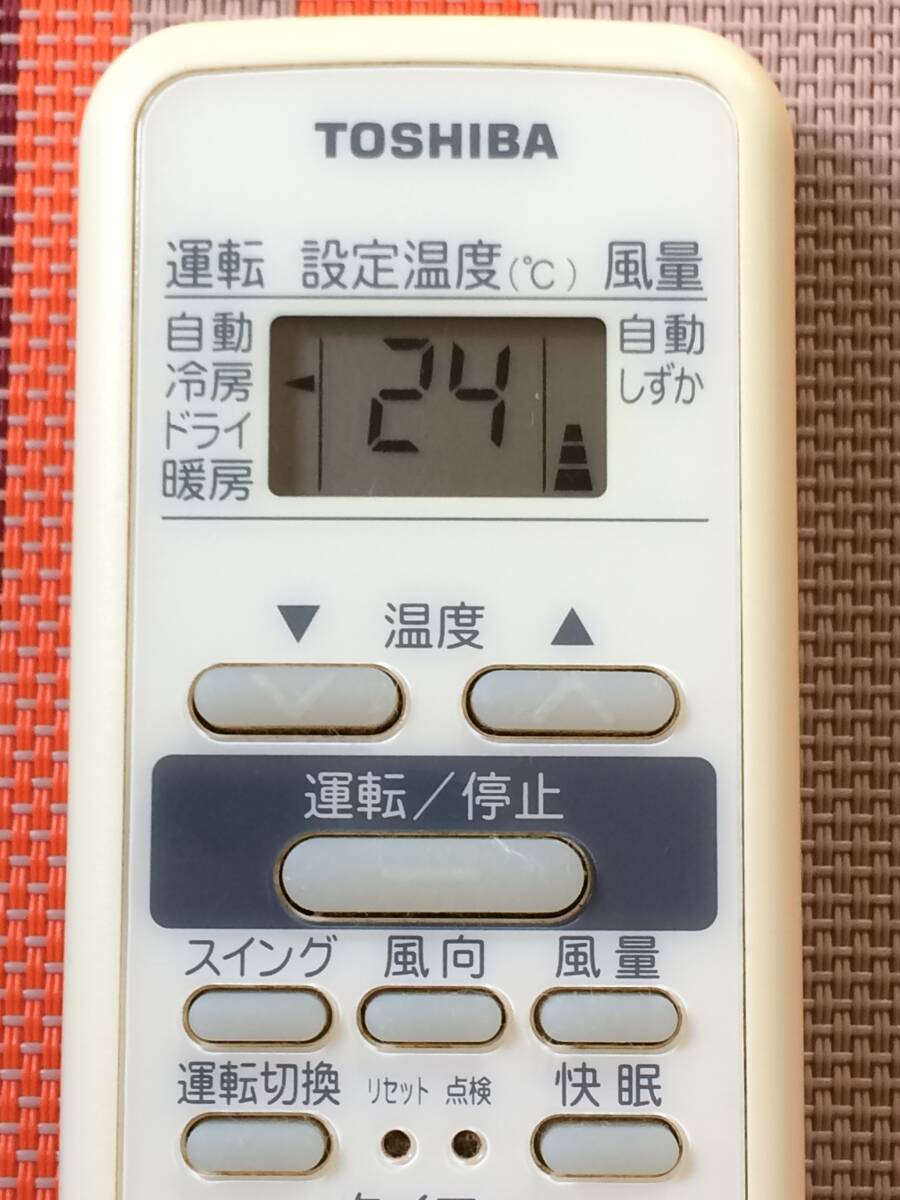 TOSHIBA
運転 設定温度(℃) 風量
自動 24 自動
冷房 しずか
ドライ
暖房
▼ 温度 ▲
運転/停止
スイング 風向 風量
運転切換 リセット 点検 快眠